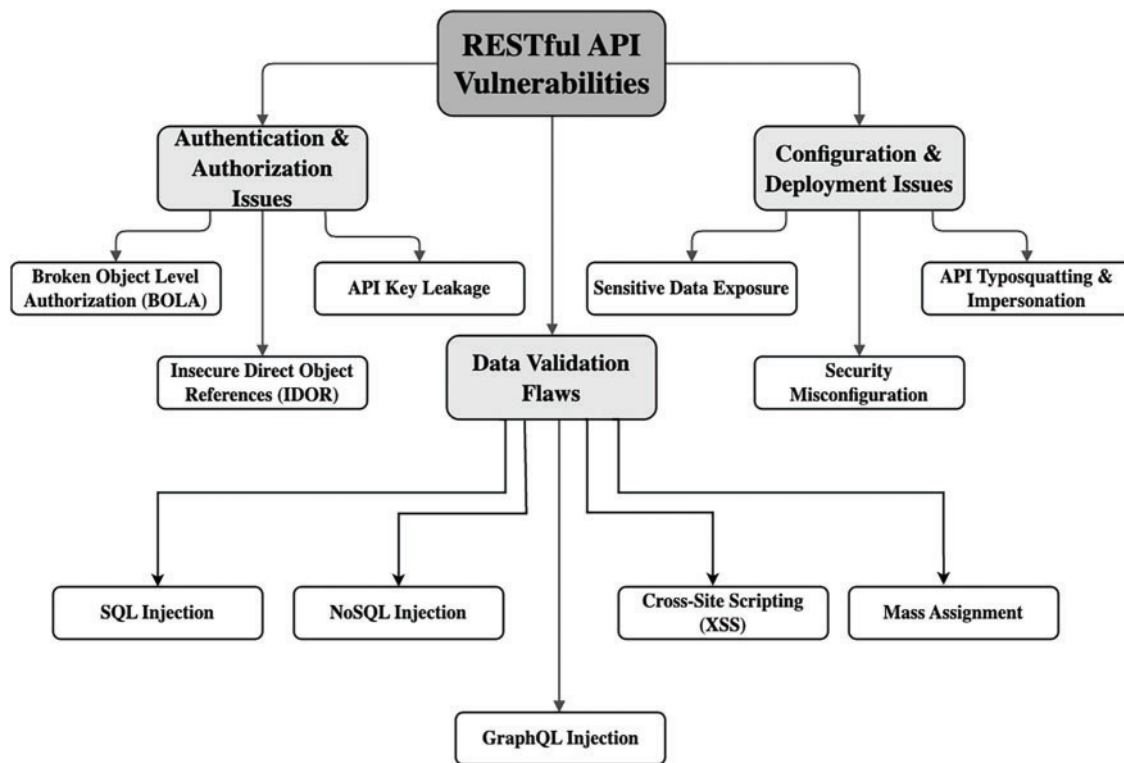 RESTful API
Vulnerabilities
Authentication &
Authorization
Issues
Configuration &
Deployment Issues
Broken Object Level
Authorization (BOLA)
API Key Leakage
Sensitive Data Exposure
API Typosquatting &
Impersonation
Insecure Direct Object
References (IDOR)
Data Validation
Flaws
Security
Misconfiguration
SQL Injection
NoSQL Injection
Cross-Site Scripting
(XSS)
Mass Assignment
GraphQL Injection